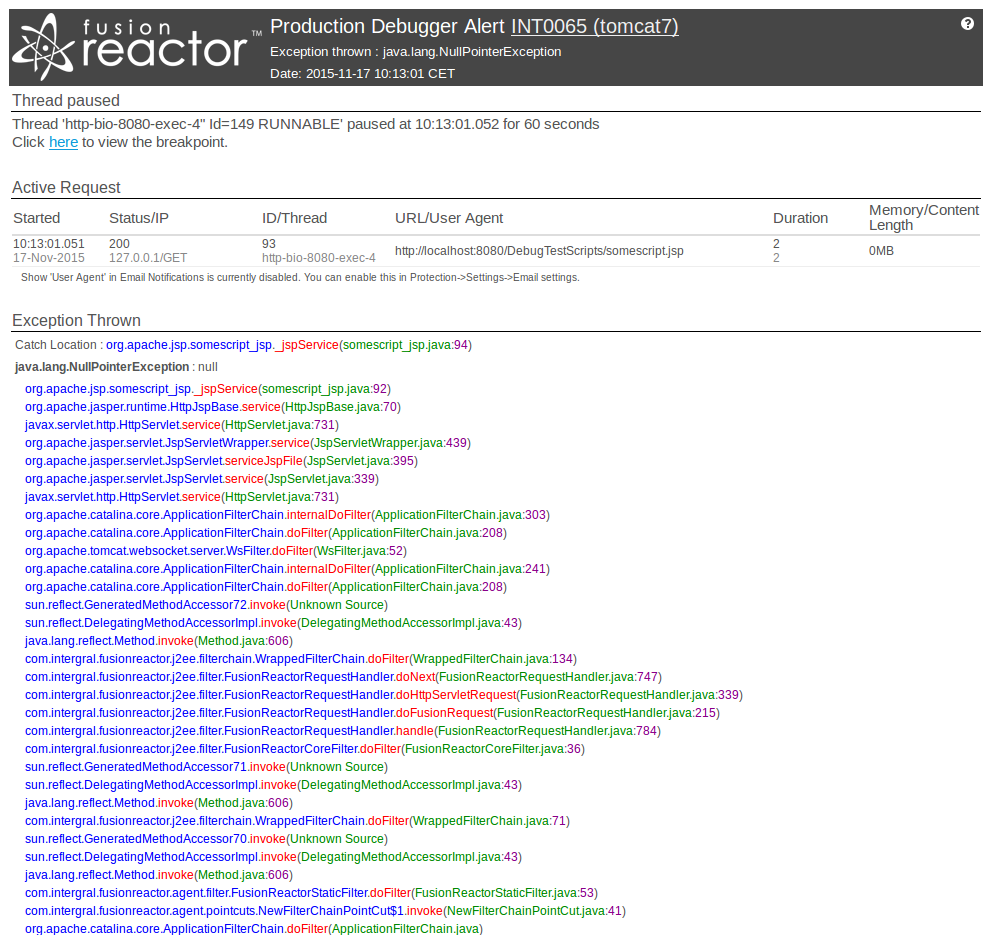 fusion
reactor™
Production Debugger Alert INT0065 (tomcat7)
Exception thrown : java.lang.NullPointerException
Date: 2015-11-17 10:13:01 CET
?
Thread paused
Thread 'http-bio-8080-exec-4" Id=149 RUNNABLE' paused at 10:13:01.052 for 60 seconds
Click here to view the breakpoint.
Active Request
Started Status/IP ID/Thread URL/User Agent Duration Memory/Content Length
10:13:01.051 200 93 http://localhost:8080/DebugTestScripts/somescript.jsp 2 0MB
17-Nov-2015 127.0.0.1/GET http-bio-8080-exec-4 2
Show 'User Agent' in Email Notifications is currently disabled. You can enable this in Protection->Settings->Email settings.
Exception Thrown
Catch Location : org.apache.jsp.somescript_jsp._jspService(somescript_jsp.java:94)
java.lang.NullPointerException : null
org.apache.jsp.somescript_jsp._jspService(somescript_jsp.java:92)
org.apache.jasper.runtime.HttpJspBase.service(HttpJspBase.java:70)
javax.servlet.http.HttpServlet.service(HttpServlet.java:731)
org.apache.jasper.servlet.JspServletWrapper.service(JspServletWrapper.java:439)
org.apache.jasper.servlet.JspServlet.serviceJspFile(JspServlet.java:395)
org.apache.jasper.servlet.JspServlet.service(JspServlet.java:339)
javax.servlet.http.HttpServlet.service(HttpServlet.java:731)
org.apache.catalina.core.ApplicationFilterChain.internalDoFilter(ApplicationFilterChain.java:303)
org.apache.catalina.core.ApplicationFilterChain.doFilter(ApplicationFilterChain.java:208)
org.apache.tomcat.websocket.server.WsFilter.doFilter(WsFilter.java:52)
org.apache.catalina.core.ApplicationFilterChain.internalDoFilter(ApplicationFilterChain.java:241)
org.apache.catalina.core.ApplicationFilterChain.doFilter(ApplicationFilterChain.java:208)
sun.reflect.GeneratedMethodAccessor72.invoke(Unknown Source)
sun.reflect.DelegatingMethodAccessorImpl.invoke(DelegatingMethodAccessorImpl.java:43)
java.lang.reflect.Method.invoke(Method.java:606)
com.intergral.fusionreactor.j2ee.filterchain.WrappedFilterChain.doFilter(WrappedFilterChain.java:134)
com.intergral.fusionreactor.j2ee.filter.FusionReactorRequestHandler.doNext(FusionReactorRequestHandler.java:747)
com.intergral.fusionreactor.j2ee.filter.FusionReactorRequestHandler.doHttpServletRequest(FusionReactorRequestHandler.java:339)
com.intergral.fusionreactor.j2ee.filter.FusionReactorRequestHandler.doFusionRequest(FusionReactorRequestHandler.java:215)
com.intergral.fusionreactor.j2ee.filter.FusionReactorRequestHandler.handle(FusionReactorRequestHandler.java:784)
com.intergral.fusionreactor.j2ee.filter.FusionReactorCoreFilter.doFilter(FusionReactorCoreFilter.java:36)
sun.reflect.GeneratedMethodAccessor71.invoke(Unknown Source)
sun.reflect.DelegatingMethodAccessorImpl.invoke(DelegatingMethodAccessorImpl.java:43)
java.lang.reflect.Method.invoke(Method.java:606)
com.intergral.fusionreactor.j2ee.filterchain.WrappedFilterChain.doFilter(WrappedFilterChain.java:71)
sun.reflect.GeneratedMethodAccessor70.invoke(Unknown Source)
sun.reflect.DelegatingMethodAccessorImpl.invoke(DelegatingMethodAccessorImpl.java:43)
java.lang.reflect.Method.invoke(Method.java:606)
com.intergral.fusionreactor.agent.filter.FusionReactorStaticFilter.doFilter(FusionReactorStaticFilter.java:53)
com.intergral.fusionreactor.agent.pointcuts.NewFilterChainPointCut$1.invoke(NewFilterChainPointCut.java:41)
org.apache.catalina.core.ApplicationFilterChain.doFilter(ApplicationFilterChain.java)